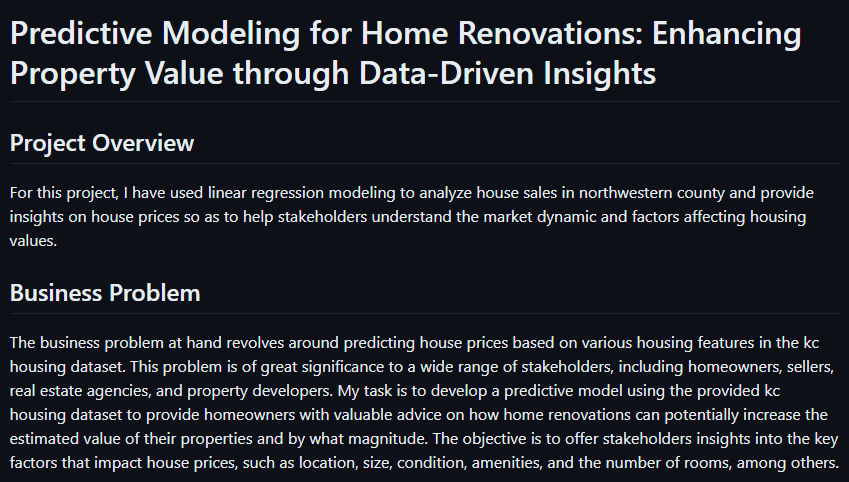 Predictive Modeling for Home Renovations: Enhancing
Property Value through Data-Driven Insights
Project Overview
For this project, I have used linear regression modeling to analyze house sales in northwestern county and provide
insights on house prices so as to help stakeholders understand the market dynamic and factors affecting housing
values.
Business Problem
The business problem at hand revolves around predicting house prices based on various housing features in the kc
housing dataset. This problem is of great significance to a wide range of stakeholders, including homeowners, sellers,
real estate agencies, and property developers. My task is to develop a predictive model using the provided kc
housing dataset to provide homeowners with valuable advice on how home renovations can potentially increase the
estimated value of their properties and by what magnitude. The objective is to offer stakeholders insights into the key
factors that impact house prices, such as location, size, condition, amenities, and the number of rooms, among others.